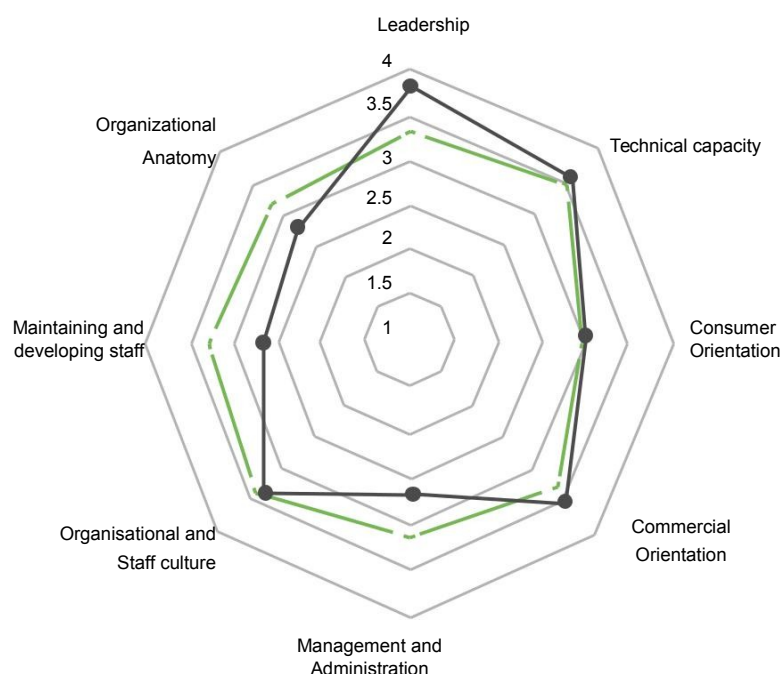 Leadership
4
3.5
3
2.5
2
1.5
1
Technical capacity
Consumer
Orientation
Commercial
Orientation
Management and
Administration
Organisational and
Staff culture
Maintaining and
developing staff
Organizational
Anatomy